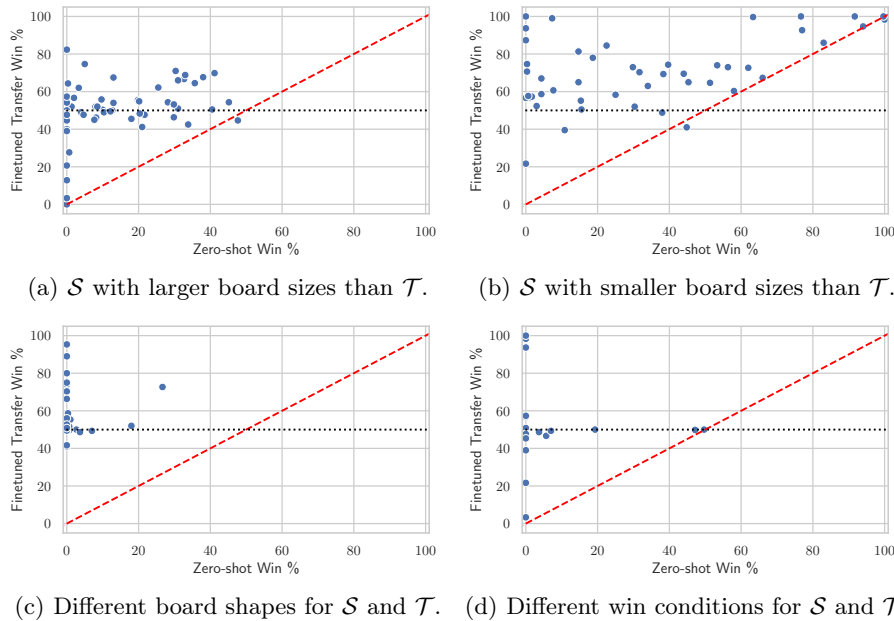 100
80
60
40
20
0
Finetuned Transfer Win %
0 20 40 60 80 100
Zero-shot Win %
(a) 𝒮 with larger board sizes than 𝒯.
100
80
60
40
20
0
Finetuned Transfer Win %
0 20 40 60 80 100
Zero-shot Win %
(b) 𝒮 with smaller board sizes than 𝒯.
100
80
60
40
20
0
Finetuned Transfer Win %
0 20 40 60 80 100
Zero-shot Win %
(c) Different board shapes for 𝒮 and 𝒯.
100
80
60
40
20
0
Finetuned Transfer Win %
0 20 40 60 80 100
Zero-shot Win %
(d) Different win conditions for 𝒮 and 𝒯